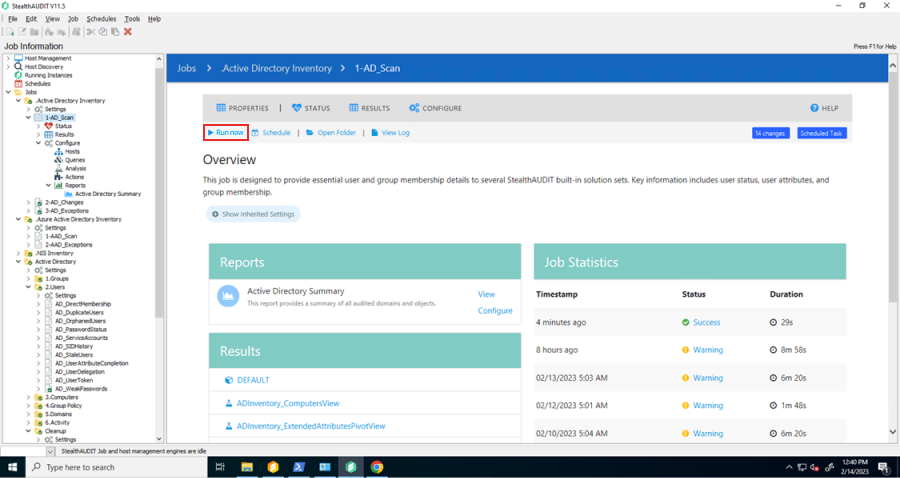 StealthAUDIT V11.5
File Edit View Job Schedules Tools Help
Job Information
Press F1 for Help
Host Management
Host Discovery
Running Instances
Schedules
Jobs
.Active Directory Inventory
Settings
1-AD_Scan
Status
Results
Configure
Hosts
Queries
Analysis
Actions
Reports
Active Directory Summary
2-AD_Changes
3-AD_Exceptions
.Azure Active Directory Inventory
Settings
1-AAD_Scan
2-AAD_Exceptions
.NIS Inventory
Active Directory
Settings
1.Groups
2.Users
Settings
AD_DirectMembership
AD_DuplicateUsers
AD_OrphanedUsers
AD_PasswordStatus
AD_ServiceAccounts
AD_SIDHistory
AD_StaleUsers
AD_UserAttributeCompletion
AD_UserDelegation
AD_UserToken
AD_WeakPasswords
3.Computers
4.Group Policy
5.Domains
6.Activity
Cleanup
Settings
Jobs > .Active Directory Inventory > 1-AD_Scan
PROPERTIES | STATUS RESULTS CONFIGURE HELP
Run now Schedule | Open Folder | View Log 14 changes Scheduled Task
Overview
This job is designed to provide essential user and group membership details to several StealthAUDIT built-in solution sets. Key information includes user status, user attributes, and
group membership.
Show Inherited Settings
Reports
Active Directory Summary View
This report provides a summary of all audited domains and objects.
Configure
Results
DEFAULT
ADInventory_ComputersView
ADInventory_ExtendedAttributesPivotView
Job Statistics
Timestamp Status Duration
4 minutes ago Success 29s
8 hours ago Warning 8m 58s
02/13/2023 5:03 AM Warning 6m 20s
02/12/2023 5:01 AM Warning 1m 48s
02/10/2023 5:04 AM Warning 6m 20s
StealthAUDIT Job and host management engines are idle
Type here to search
12:40 PM
2/14/2023